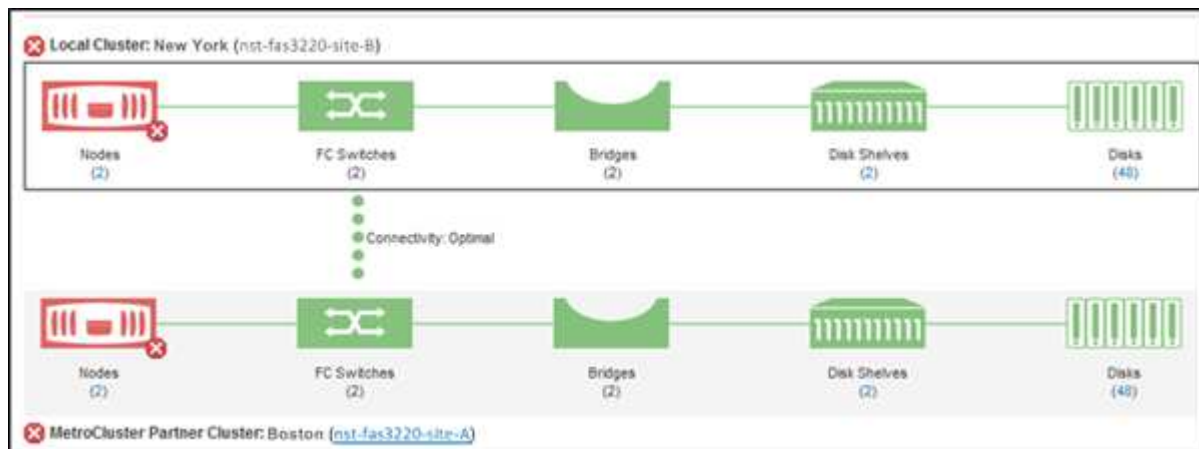 Local Cluster: New York (nst-fas3220-site-B)
Nodes
(2)
FC Switches
(2)
Bridges
(2)
Disk Shelves
(2)
Disks
(48)
Connectivity: Optimal
Nodes
(2)
FC Switches
(2)
Bridges
(2)
Disk Shelves
(2)
Disks
(48)
MetroCluster Partner Cluster: Boston (nst-fas3220-site-A)